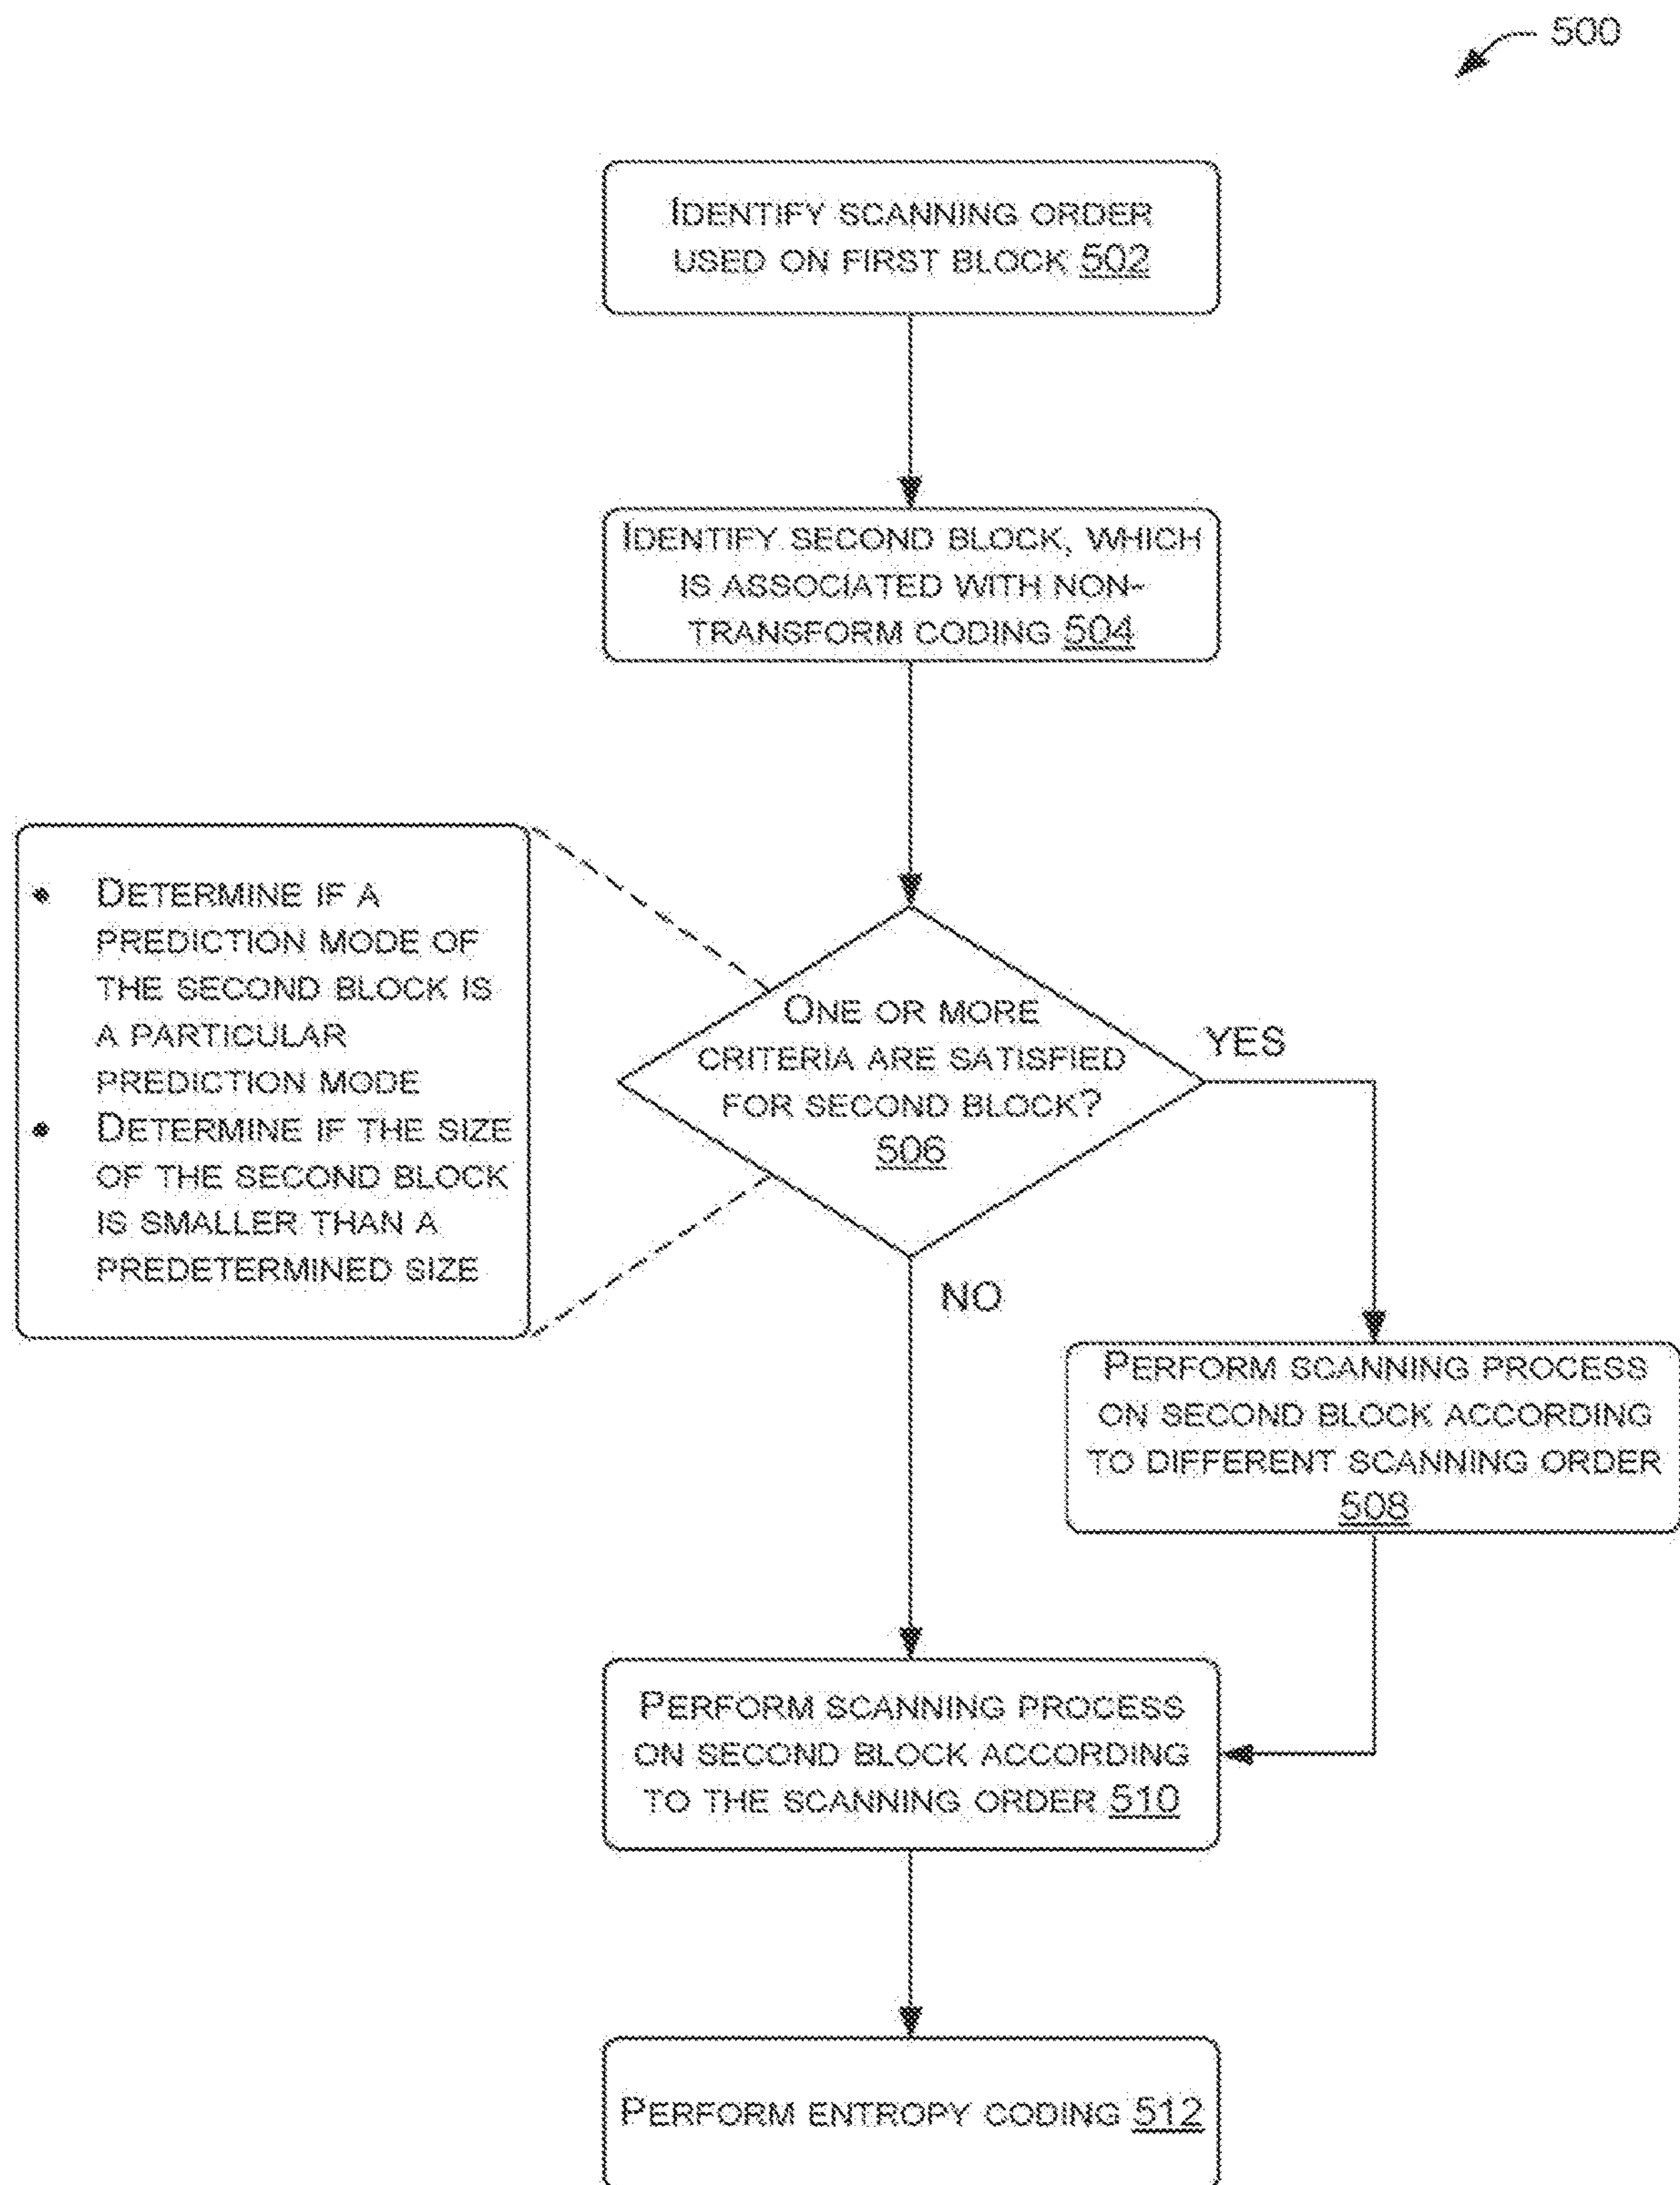 500
IDENTIFY SCANNING ORDER
USED ON FIRST BLOCK 502
IDENTIFY SECOND BLOCK, WHICH
IS ASSOCIATED WITH NON-
TRANSFORM CODING 504
• DETERMINE IF A
PREDICTION MODE OF
THE SECOND BLOCK IS
A PARTICULAR
PREDICTION MODE
• DETERMINE IF THE SIZE
OF THE SECOND BLOCK
IS SMALLER THAN A
PREDETERMINED SIZE
ONE OR MORE
CRITERIA ARE SATISFIED
FOR SECOND BLOCK?
506
YES
NO
PERFORM SCANNING PROCESS
ON SECOND BLOCK ACCORDING
TO DIFFERENT SCANNING ORDER
508
PERFORM SCANNING PROCESS
ON SECOND BLOCK ACCORDING
TO THE SCANNING ORDER 510
PERFORM ENTROPY CODING 512